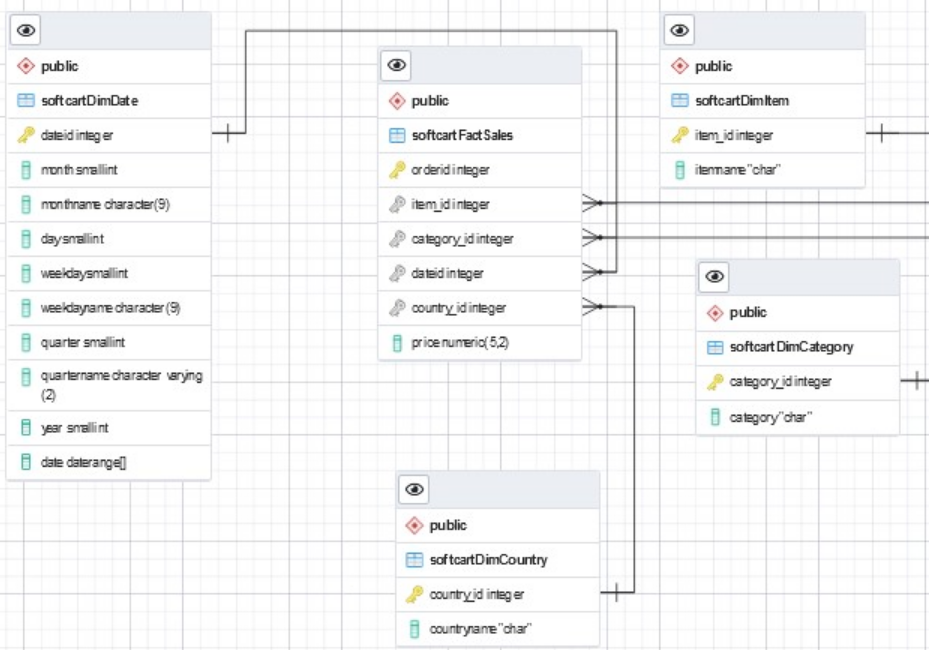 public
softcartDimDate
dateid integer
month smallint
monthname character(9)
day smallint
weekday smallint
weekdayname character(9)
quarter smallint
quartername character varying
(2)
year smallint
date daterange[]
public
softcartFactSales
orderid integer
item_id integer
category_id integer
dateid integer
country_id integer
price numeric(5,2)
public
softcartDimItem
item_id integer
itemname "char"
public
softcartDimCategory
category_id integer
category "char"
public
softcartDimCountry
country_id integer
countryname "char"